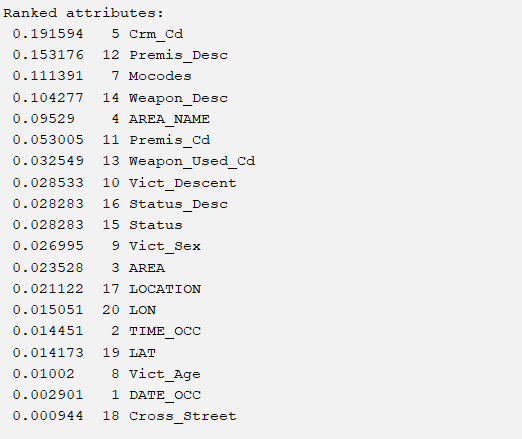 Ranked attributes:
0.191594 5 Crm_Cd
0.153176 12 Premis_Desc
0.111391 7 Mocodes
0.104277 14 Weapon_Desc
0.09529 4 AREA_NAME
0.053005 11 Premis_Cd
0.032549 13 Weapon_Used_Cd
0.028533 10 Vict_Descent
0.028283 16 Status_Desc
0.028283 15 Status
0.026995 9 Vict_Sex
0.023528 3 AREA
0.021122 17 LOCATION
0.015051 20 LON
0.014451 2 TIME_OCC
0.014173 19 LAT
0.01002 8 Vict_Age
0.002901 1 DATE_OCC
0.000944 18 Cross_Street